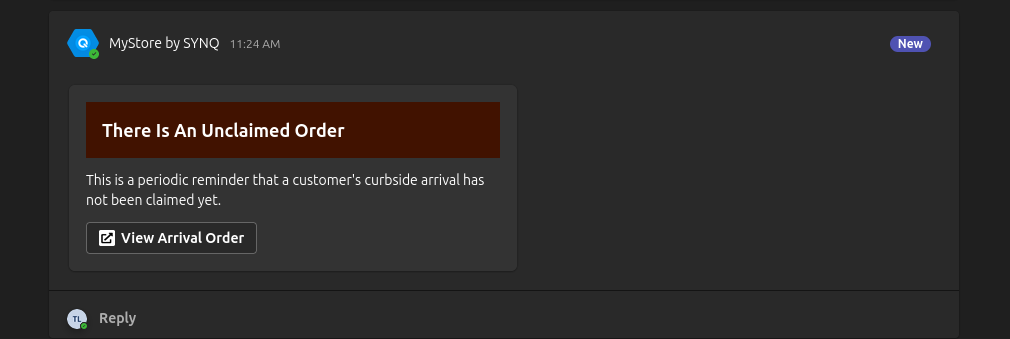 Q
MyStore by SYNQ 11:24 AM
New
There Is An Unclaimed Order
This is a periodic reminder that a customer's curbside arrival has
not been claimed yet.
View Arrival Order
TL
Reply